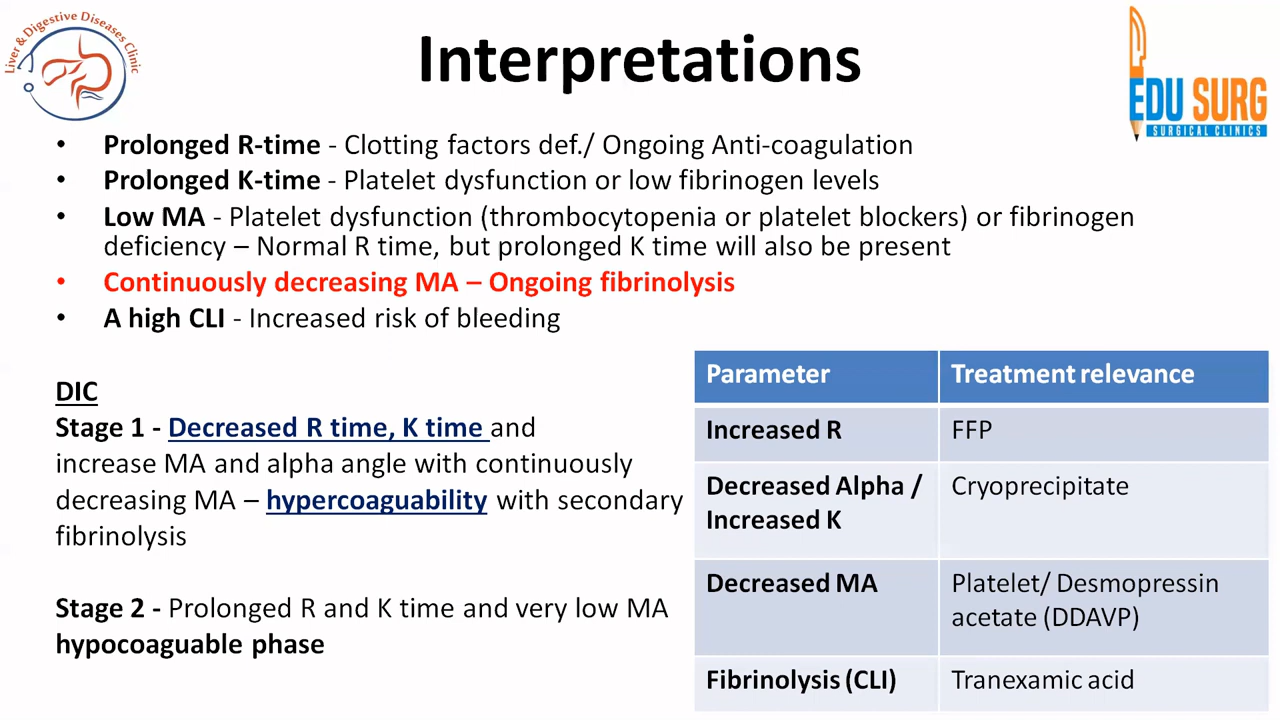 Liver & Digestive Diseases Clinic
Interpretations
EDU SURG
SURGICAL CLINICS
• Prolonged R-time - Clotting factors def./ Ongoing Anti-coagulation
• Prolonged K-time - Platelet dysfunction or low fibrinogen levels
• Low MA - Platelet dysfunction (thrombocytopenia or platelet blockers) or fibrinogen
deficiency – Normal R time, but prolonged K time will also be present
• Continuously decreasing MA – Ongoing fibrinolysis
• A high CLI - Increased risk of bleeding
DIC
Stage 1 - Decreased R time, K time and
increase MA and alpha angle with continuously
decreasing MA – hypercoaguability with secondary
fibrinolysis
Stage 2 - Prolonged R and K time and very low MA
hypocoaguable phase
Parameter Treatment relevance
Increased R FFP
Decreased Alpha / Cryoprecipitate
Increased K
Decreased MA Platelet/ Desmopressin
acetate (DDAVP)
Fibrinolysis (CLI) Tranexamic acid